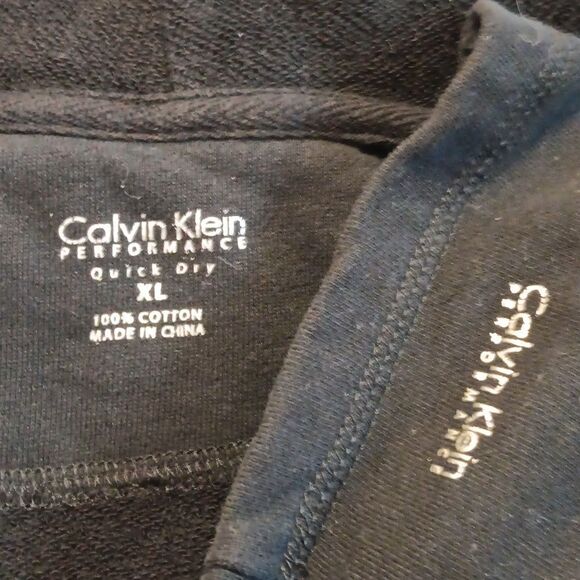 Calvin Klein
PERFORMANCE
Quick Dry
XL
100% COTTON
MADE IN CHINA
Calvin Klein